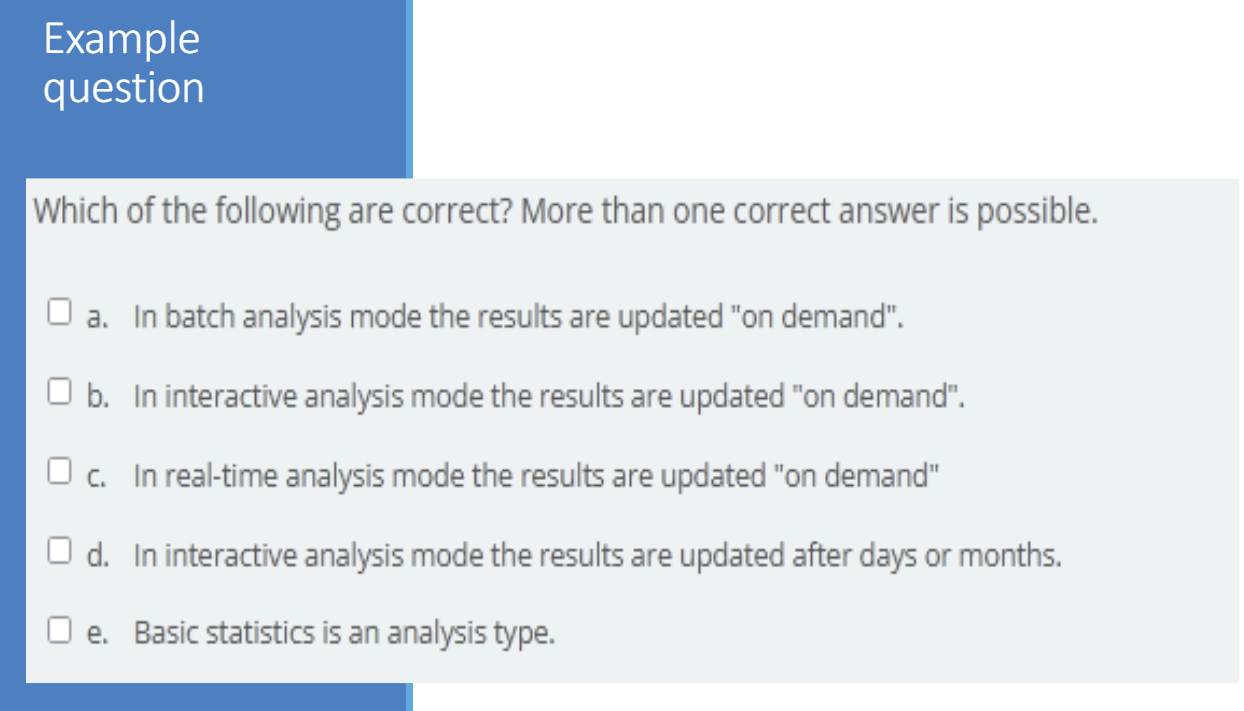 Example
question
Which of the following are correct? More than one correct answer is possible.
a. In batch analysis mode the results are updated "on demand".
b. In interactive analysis mode the results are updated "on demand".
c. In real-time analysis mode the results are updated "on demand"
d. In interactive analysis mode the results are updated after days or months.
e. Basic statistics is an analysis type.